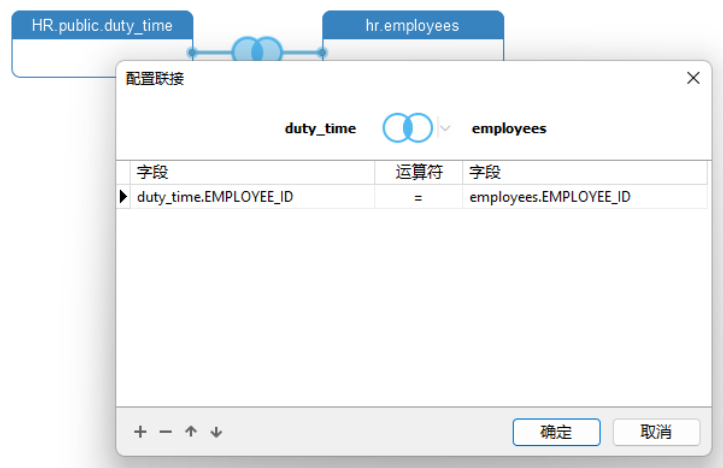 HR.public.duty_time
hr.employees
配置联接
duty_time
employees
字段 运算符 字段
duty_time.EMPLOYEE_ID = employees.EMPLOYEE_ID
确定 取消